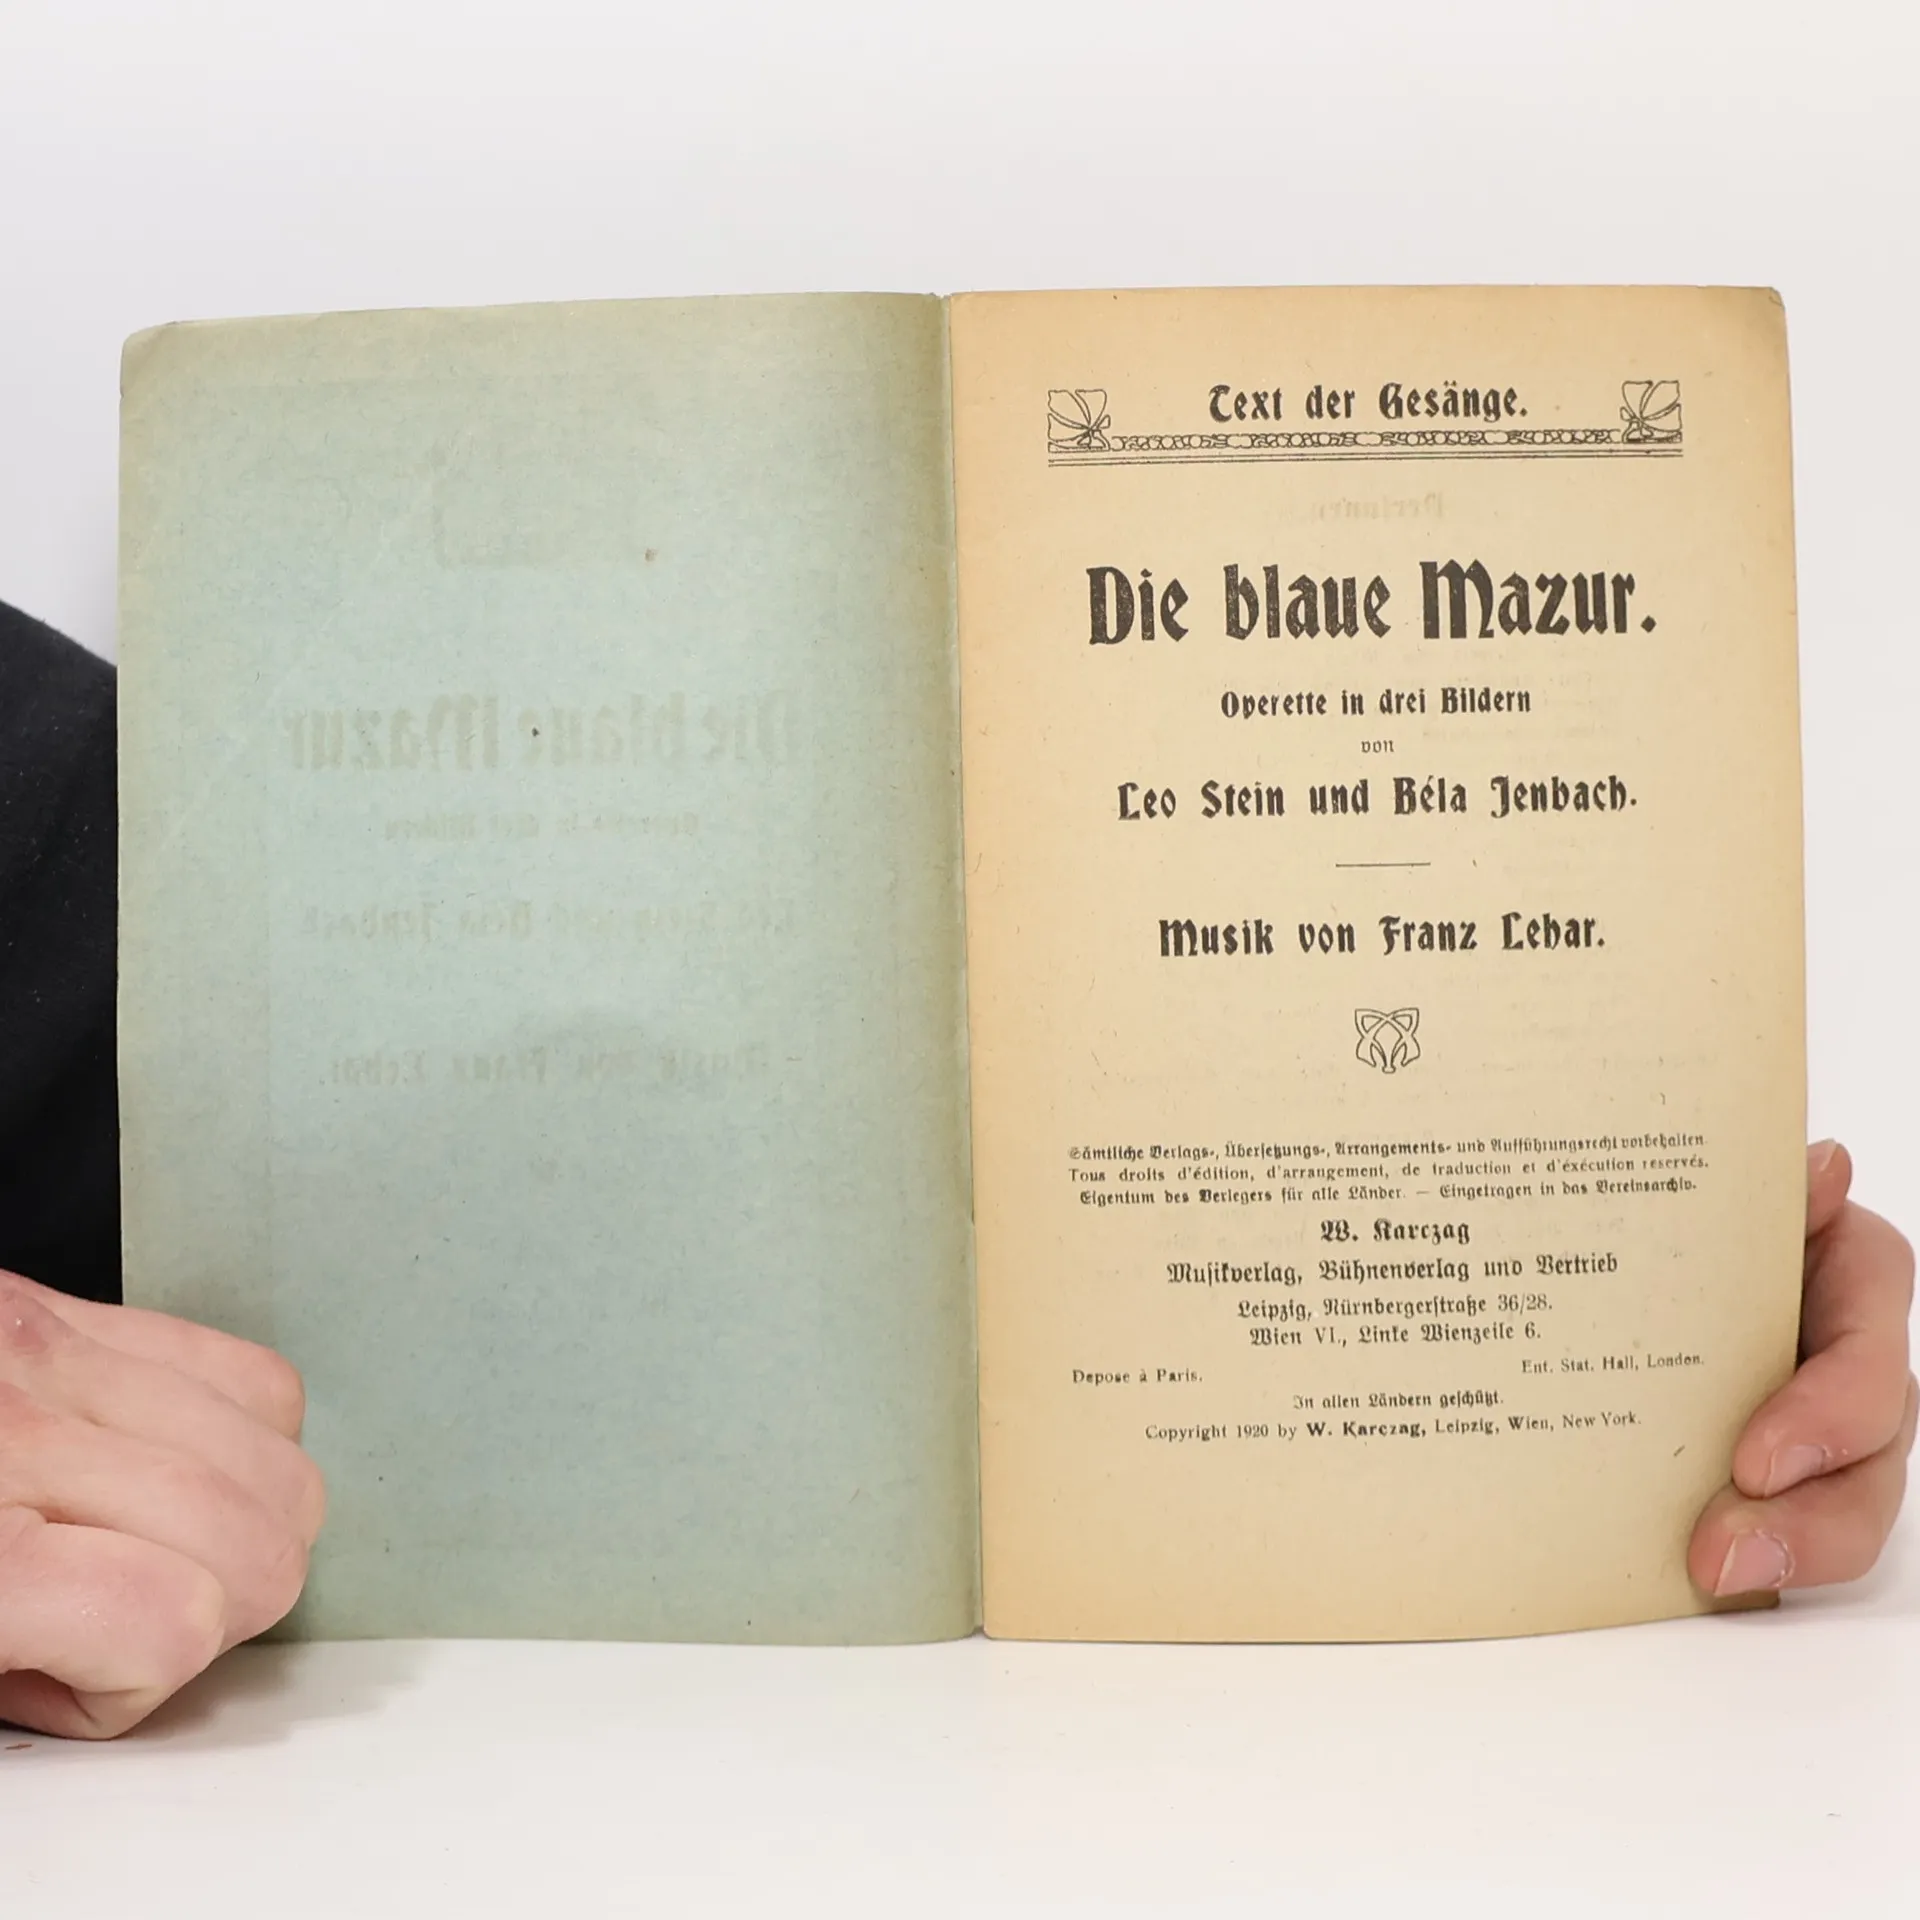 Text der Gesänge.
Die blaue Mazur.
Operette in drei Bildern
von
Leo Stein und Béla Jenbach.
Musik von Franz Lehar.
Sämtliche Verlags-, Übersetzungs-, Arrangements- und Aufführungsrecht vorbehalten.
Tous droits d'édition, d'arrangement, de traduction et d'éxécution reservés.
Eigentum des Verlegers für alle Länder. — Eingetragen in das Vereinsarchiv.
W. Karczag
Musikverlag, Bühnenverlag und Vertrieb
Leipzig, Nürnbergerstraße 36/28.
Wien VI., Linke Wienzeile 6.
Depose à Paris. Ent. Stat. Hall, London.
In allen Ländern geschützt.
Copyright 1920 by W. Karczag, Leipzig, Wien, New York.